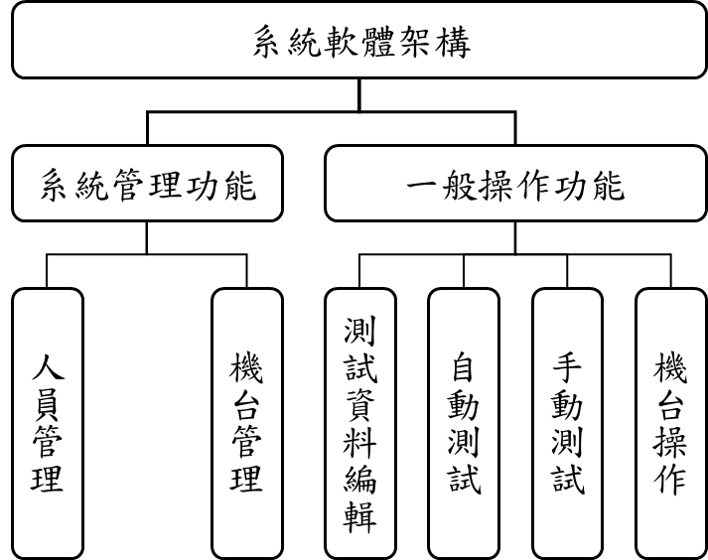 系統軟體架構
系統管理功能
一般操作功能
人員管理
機台管理
測試資料編輯
自動測試
手動測試
機台操作